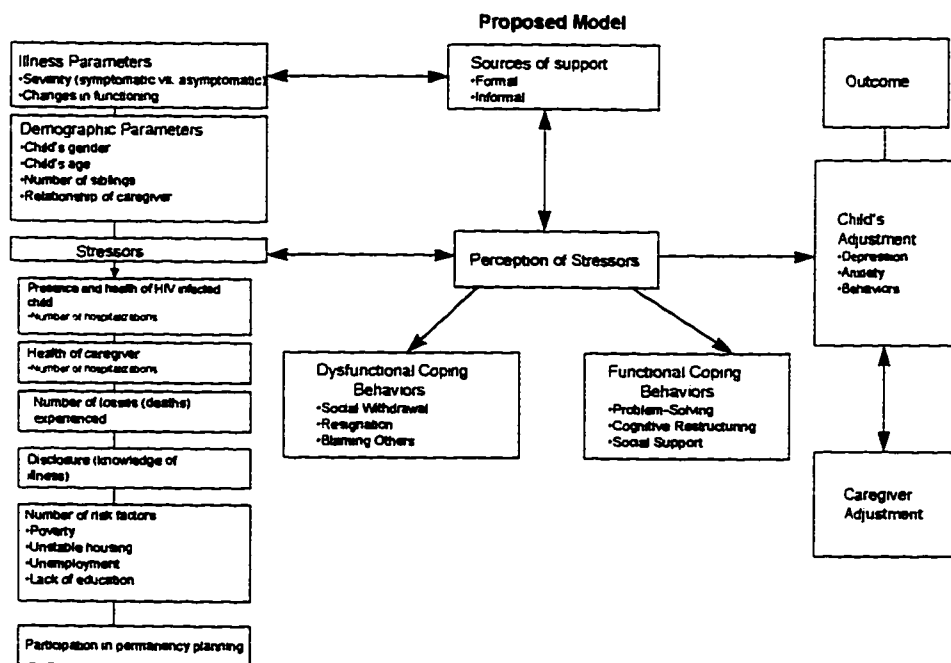 Proposed Model
Illness Parameters
•Severity (symptomatic vs. asymptomatic)
•Changes in functioning
Demographic Parameters
•Child's gender
•Child's age
•Number of siblings
•Relationship of caregiver
Stressors
Presence and health of HIV infected
child
•Number of hospitalizations
Health of caregiver
•Number of hospitalizations
Number of losses (deaths)
experienced
Disclosure (knowledge of
illness)
Number of risk factors
•Poverty
•Unstable housing
•Unemployment
•Lack of education
Participation in permanency planning
Sources of support
•Formal
•Informal
Perception of Stressors
Dysfunctional Coping
Behaviors
•Social Withdrawal
•Resignation
•Blaming Others
Functional Coping
Behaviors
•Problem-Solving
•Cognitive Restructuring
•Social Support
Outcome
Child's
Adjustment
•Depression
•Anxiety
•Behaviors
Caregiver
Adjustment